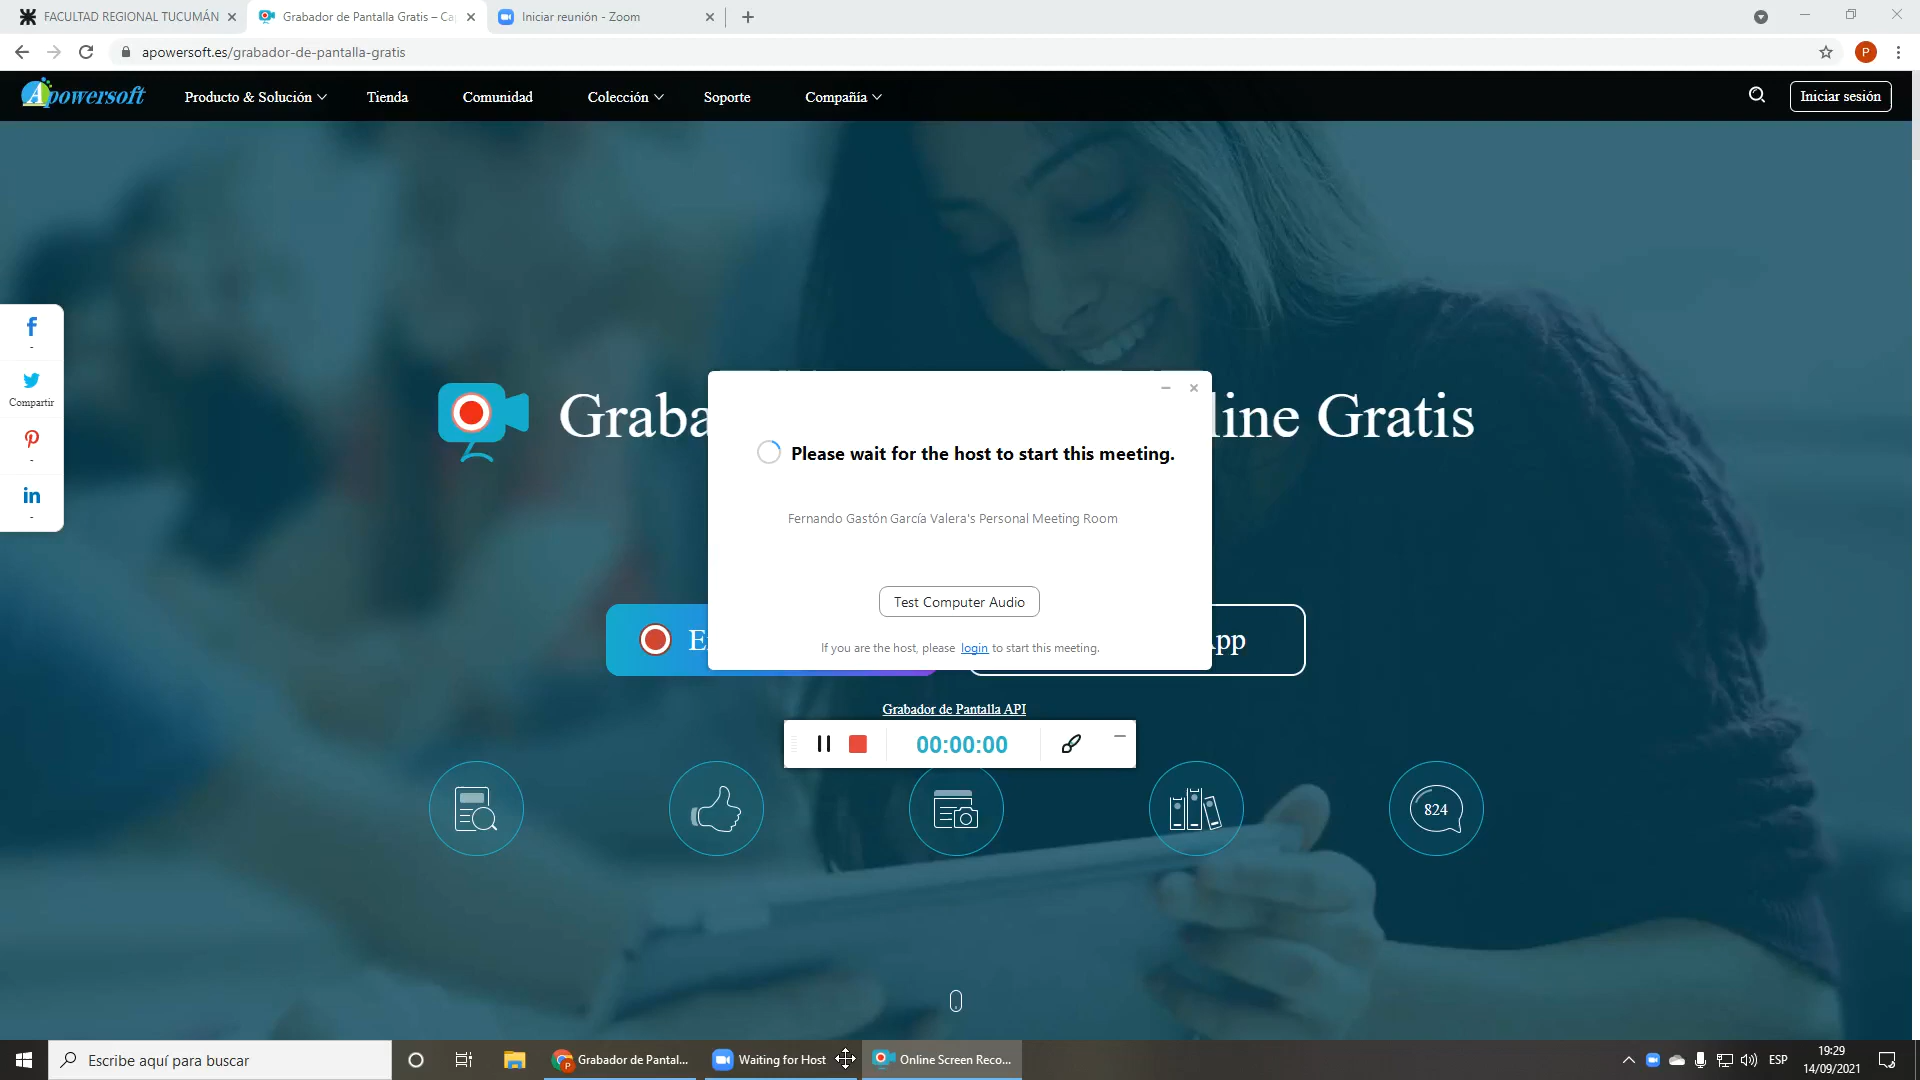 FACULTAD REGIONAL TUCUMÁN
Grabador de Pantalla Gratis – Ca
Iniciar reunión - Zoom
apowersoft.es/grabador-de-pantalla-gratis
P
Apowersoft
Producto & Solución
Tienda
Comunidad
Colección
Soporte
Compañía
Iniciar sesión
f
-
Compartir
-
in
-
Graba
line Gratis
Please wait for the host to start this meeting.
Fernando Gastón García Valera's Personal Meeting Room
Test Computer Audio
If you are the host, please login to start this meeting.
App
Grabador de Pantalla API
00:00:00
824
Escribe aquí para buscar
Grabador de Pantal...
Waiting for Host
Online Screen Reco...
ESP
19:29
14/09/2021